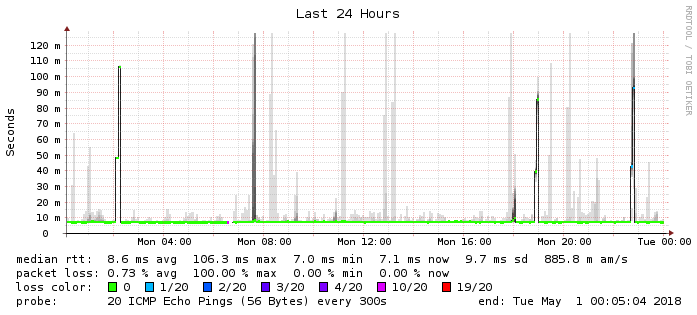 Last 24 Hours
RRDTOOL / TOBI OETIKER
Seconds
120 m
110 m
100 m
90 m
80 m
70 m
60 m
50 m
40 m
30 m
20 m
10 m
0
Mon 04:00 Mon 08:00 Mon 12:00 Mon 16:00 Mon 20:00 Tue 00:00
median rtt: 8.6 ms avg 106.3 ms max 7.0 ms min 7.1 ms now 9.7 ms sd 885.8 m am/s
packet loss: 0.73 % avg 100.00 % max 0.00 % min 0.00 % now
loss color: 0 1/20 2/20 3/20 4/20 10/20 19/20
probe: 20 ICMP Echo Pings (56 Bytes) every 300s end: Tue May 1 00:05:04 2018